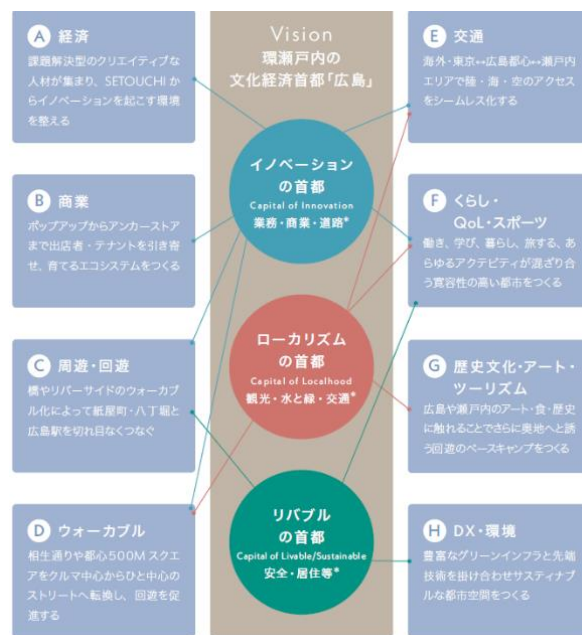 Vision
環瀬戸内の
文化経済首都「広島」
A 経済
課題解決型のクリエイティブな
人材が集まり、SETOUCHI か
らイノベーションを起こす環境
を整える
B 商業
ポップアップからアンカーストア
まで出店者・テナントを引き寄
せ、育てるエコシステムをつくる
C 周遊・回遊
橋やリバーサイドのウォーカブ
ル化によって紙屋町・八丁堀と
広島駅を切れ目なくつなぐ
D ウォーカブル
相生通りや都心500M スクエ
アをクルマ中心からひと中心の
ストリートへ転換し、回遊を促
進する
イノベーション
の首都
Capital of Innovation
業務・商業・道路*
ローカリズム
の首都
Capital of Localhood
観光・水と緑・交通*
リバブル
の首都
Capital of Livable/Sustainable
安全・居住等*
E 交通
海外・東京↔広島都心↔瀬戸内
エリアで陸・海・空のアクセス
をシームレス化する
F くらし・
QoL・スポーツ
働き、学び、暮らし、旅する、あ
らゆるアクテビティが混ざり合
う寛容性の高い都市をつくる
G 歴史文化・アート・
ツーリズム
広島や瀬戸内のアート・食・歴史
に触れることでさらに奥地へと誘
う回遊のベースキャンプをつくる
H DX・環境
豊富なグリーンインフラと先端
技術を掛け合わせサスティナブ
ルな都市空間をつくる